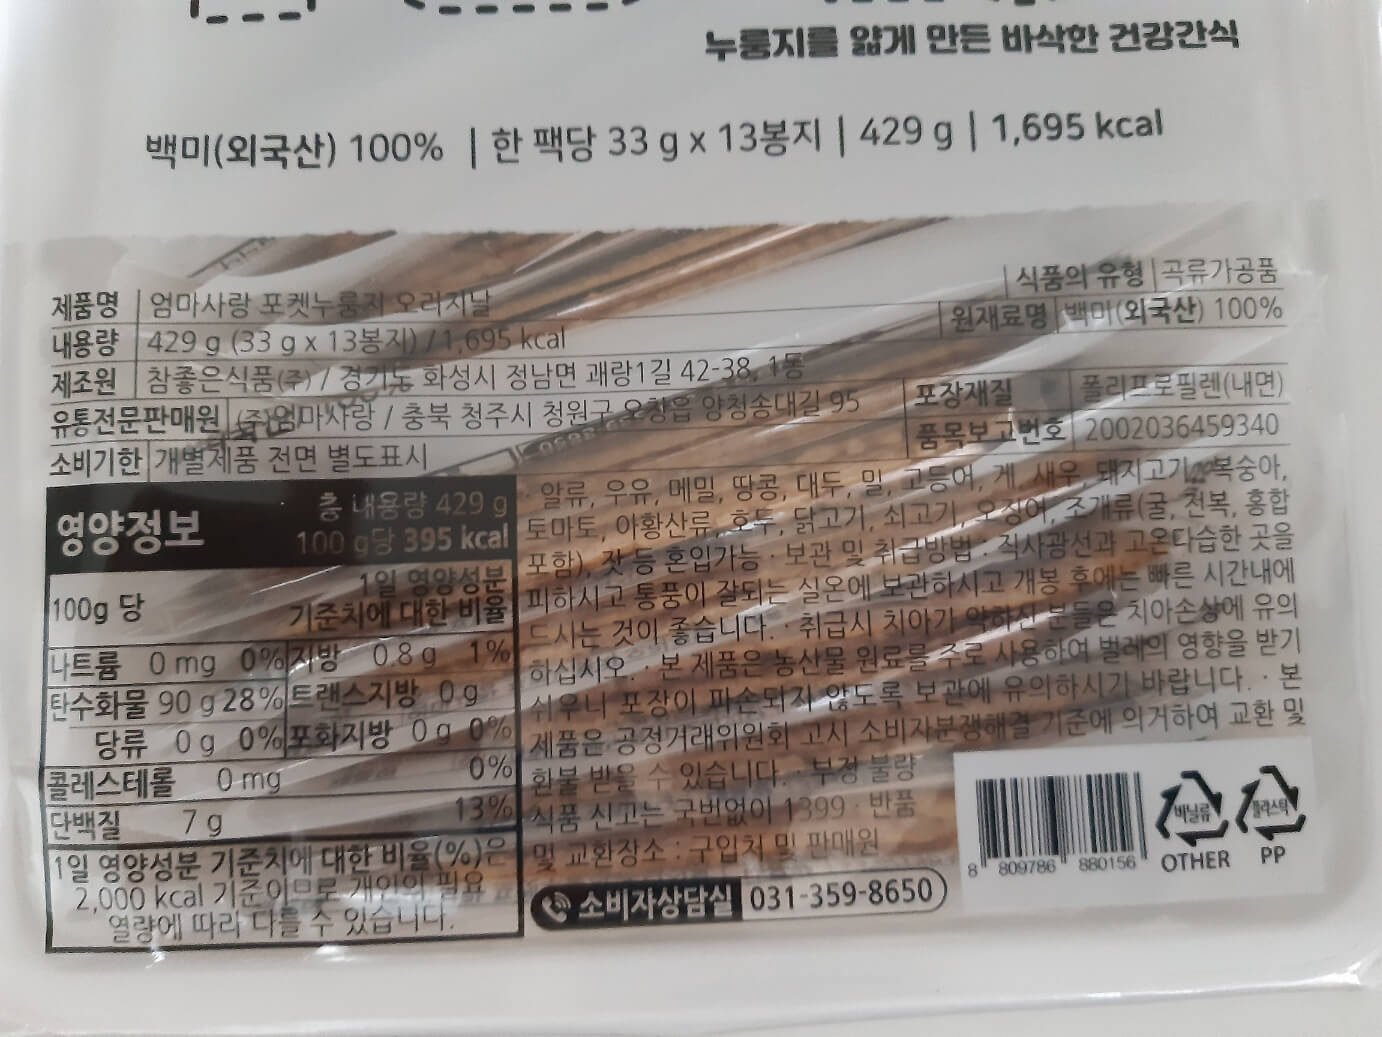 누룽지를 얇게 만든 바삭한 건강간식
백미(외국산) 100% | 한 팩당 33 g x 13봉지 | 429 g | 1,695 kcal
제품명 엄마사랑 포켓누룽지 오리지날
식품의 유형 곡류가공품
내용량 429 g (33 g x 13봉지) / 1,695 kcal
원재료명 백미(외국산) 100%
제조원 참좋은식품(주) / 경기도 화성시 정남면 괘랑1길 42-38, 1동
유통전문판매원 (주)엄마사랑 / 충북 청주시 청원구 오창읍 양청송대길 95
포장재질 폴리프로필렌(내면)
소비기한 개별제품 전면 별도표시
품목보고번호 2002036459340
영양정보
총 내용량 429 g
100 g당 395 kcal
100g 당
1일 영양성분
기준치에 대한 비율
나트륨 0 mg 0% 지방 0.8 g 1%
탄수화물 90 g 28% 트랜스지방 0 g
당류 0 g 0% 포화지방 0 g 0%
콜레스테롤 0 mg 0%
단백질 7 g 13%
1일 영양성분 기준치에 대한 비율(%)은
2,000 kcal 기준이므로 개인의 필요
열량에 따라 다를 수 있습니다.
· 알류, 우유, 메밀, 땅콩, 대두, 밀, 고등어, 게, 새우, 돼지고기, 복숭아,
토마토, 아황산류, 호두, 닭고기, 쇠고기, 오징어, 조개류(굴, 전복, 홍합
포함), 잣 등 혼입가능 · 보관 및 취급방법 : 직사광선과 고온다습한 곳을
피하시고 통풍이 잘되는 실온에 보관하시고 개봉 후에는 빠른 시간내에
드시는 것이 좋습니다. · 취급시 치아가 약하신 분들은 치아손상에 유의
하십시오. · 본 제품은 농산물 원료를 주로 사용하여 벌레의 영향을 받기
쉬우니 포장이 파손되지 않도록 보관에 유의하시기 바랍니다. · 본
제품은 공정거래위원회 고시 소비자분쟁해결 기준에 의거하여 교환 및
환불 받을 수 있습니다. · 부정 불량
식품 신고는 국번없이 1399 · 반품
및 교환장소 : 구입처 및 판매원
소비자상담실 031-359-8650
8 809786 880156
비닐류 OTHER
플라스틱 PP